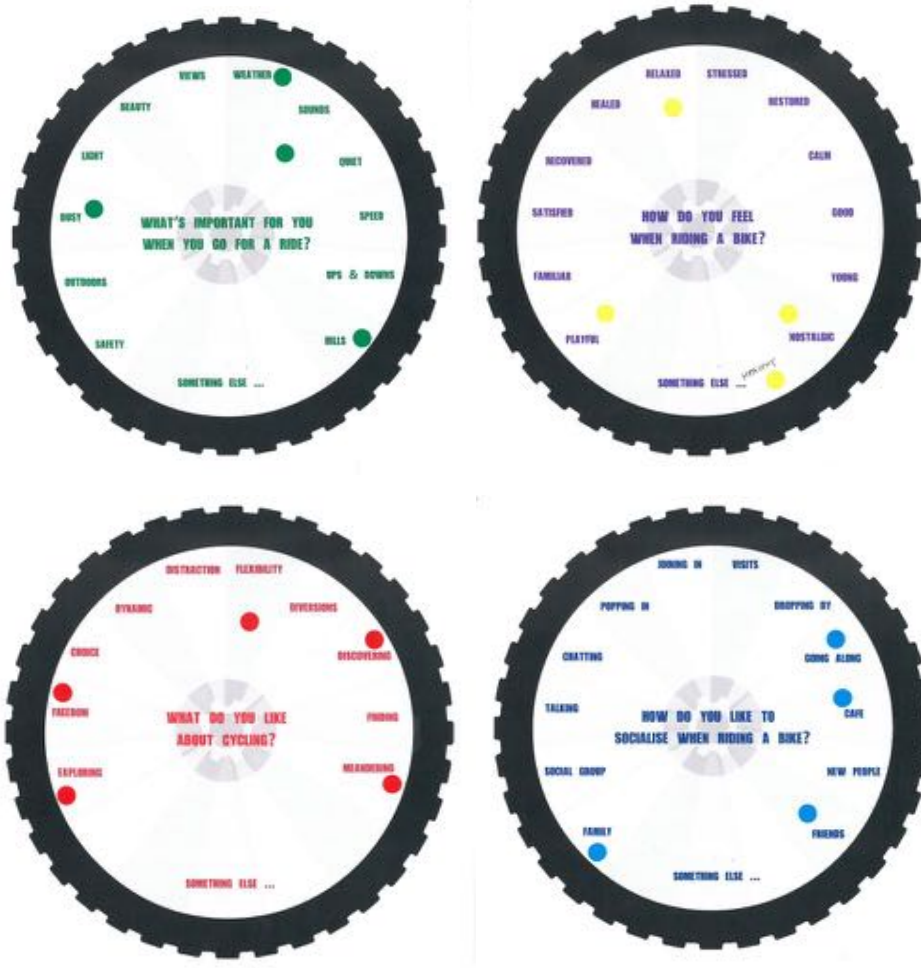 VIEWS WEATHER
BEAUTY SOUNDS
LIGHT QUIET
BUSY SPEED
WHAT'S IMPORTANT FOR YOU
WHEN YOU GO FOR A RIDE?
OUTDOORS UPS & DOWNS
SAFETY HILLS
SOMETHING ELSE ...
RELAXED STRESSED
HEALED RESTORED
RECOVERED CALM
SATISFIED GOOD
HOW DO YOU FEEL
WHEN RIDING A BIKE?
FAMILIAR YOUNG
PLAYFUL NOSTALGIC
SOMETHING ELSE ...
DISTRACTION FLEXIBILITY
DYNAMIC DIVERSIONS
CHOICE DISCOVERING
FREEDOM FINDING
WHAT DO YOU LIKE
ABOUT CYCLING?
EXPLORING MEANDERING
SOMETHING ELSE ...
JOINING IN VISITS
POPPING IN DROPPING BY
CHATTING GOING ALONG
TALKING CAFE
HOW DO YOU LIKE TO
SOCIALISE WHEN RIDING A BIKE?
SOCIAL GROUP NEW PEOPLE
FAMILY FRIENDS
SOMETHING ELSE ...